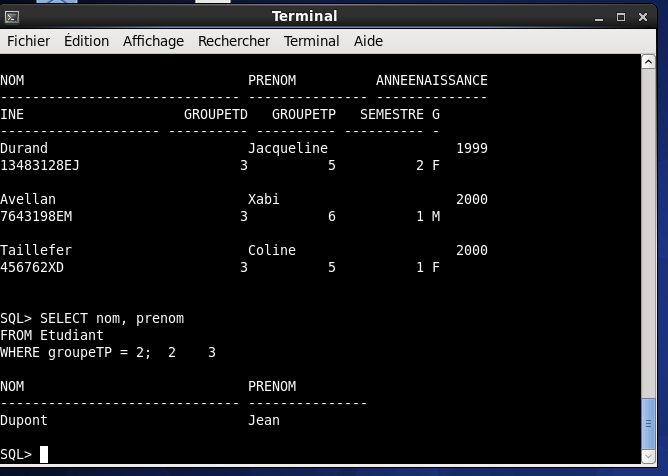 Terminal
Fichier Édition Affichage Rechercher Terminal Aide
NOM PRENOM ANNEENAISSANCE
------------------------------ --------------- --------------
INE GROUPETD GROUPETP SEMESTRE G
-------------------- ---------- ---------- ---------- -
Durand Jacqueline 1999
13483128EJ 3 5 2 F
Avellan Xabi 2000
7643198EM 3 6 1 M
Taillefer Coline 2000
456762XD 3 5 1 F
SQL> SELECT nom, prenom
FROM Etudiant
WHERE groupeTP = 2; 2 3
NOM PRENOM
------------------------------ ---------------
Dupont Jean
SQL>